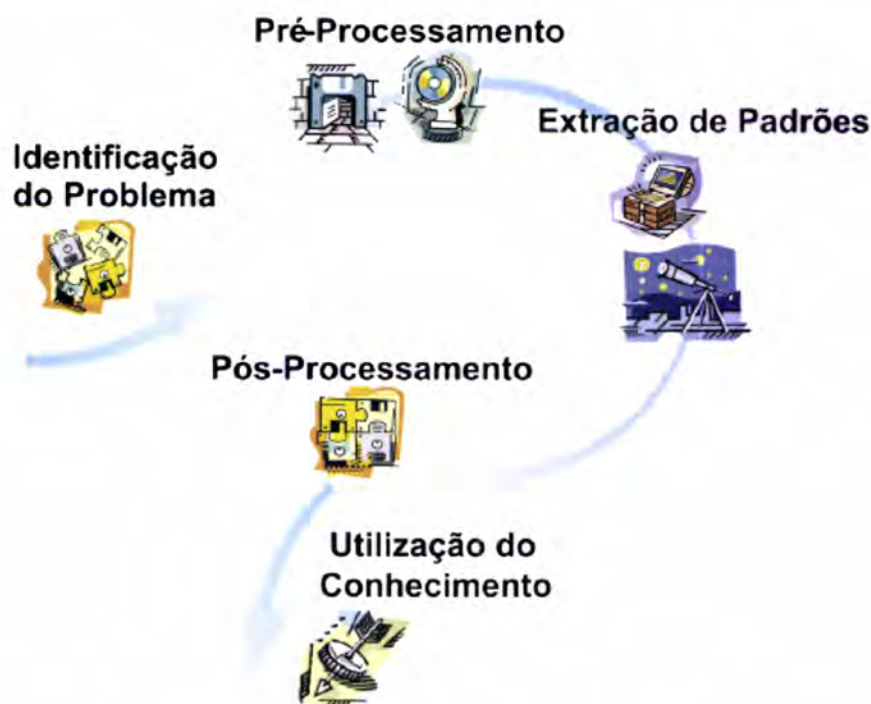 Pré-Processamento
Extração de Padrões
Identificação
do Problema
Pós-Processamento
Utilização do
Conhecimento